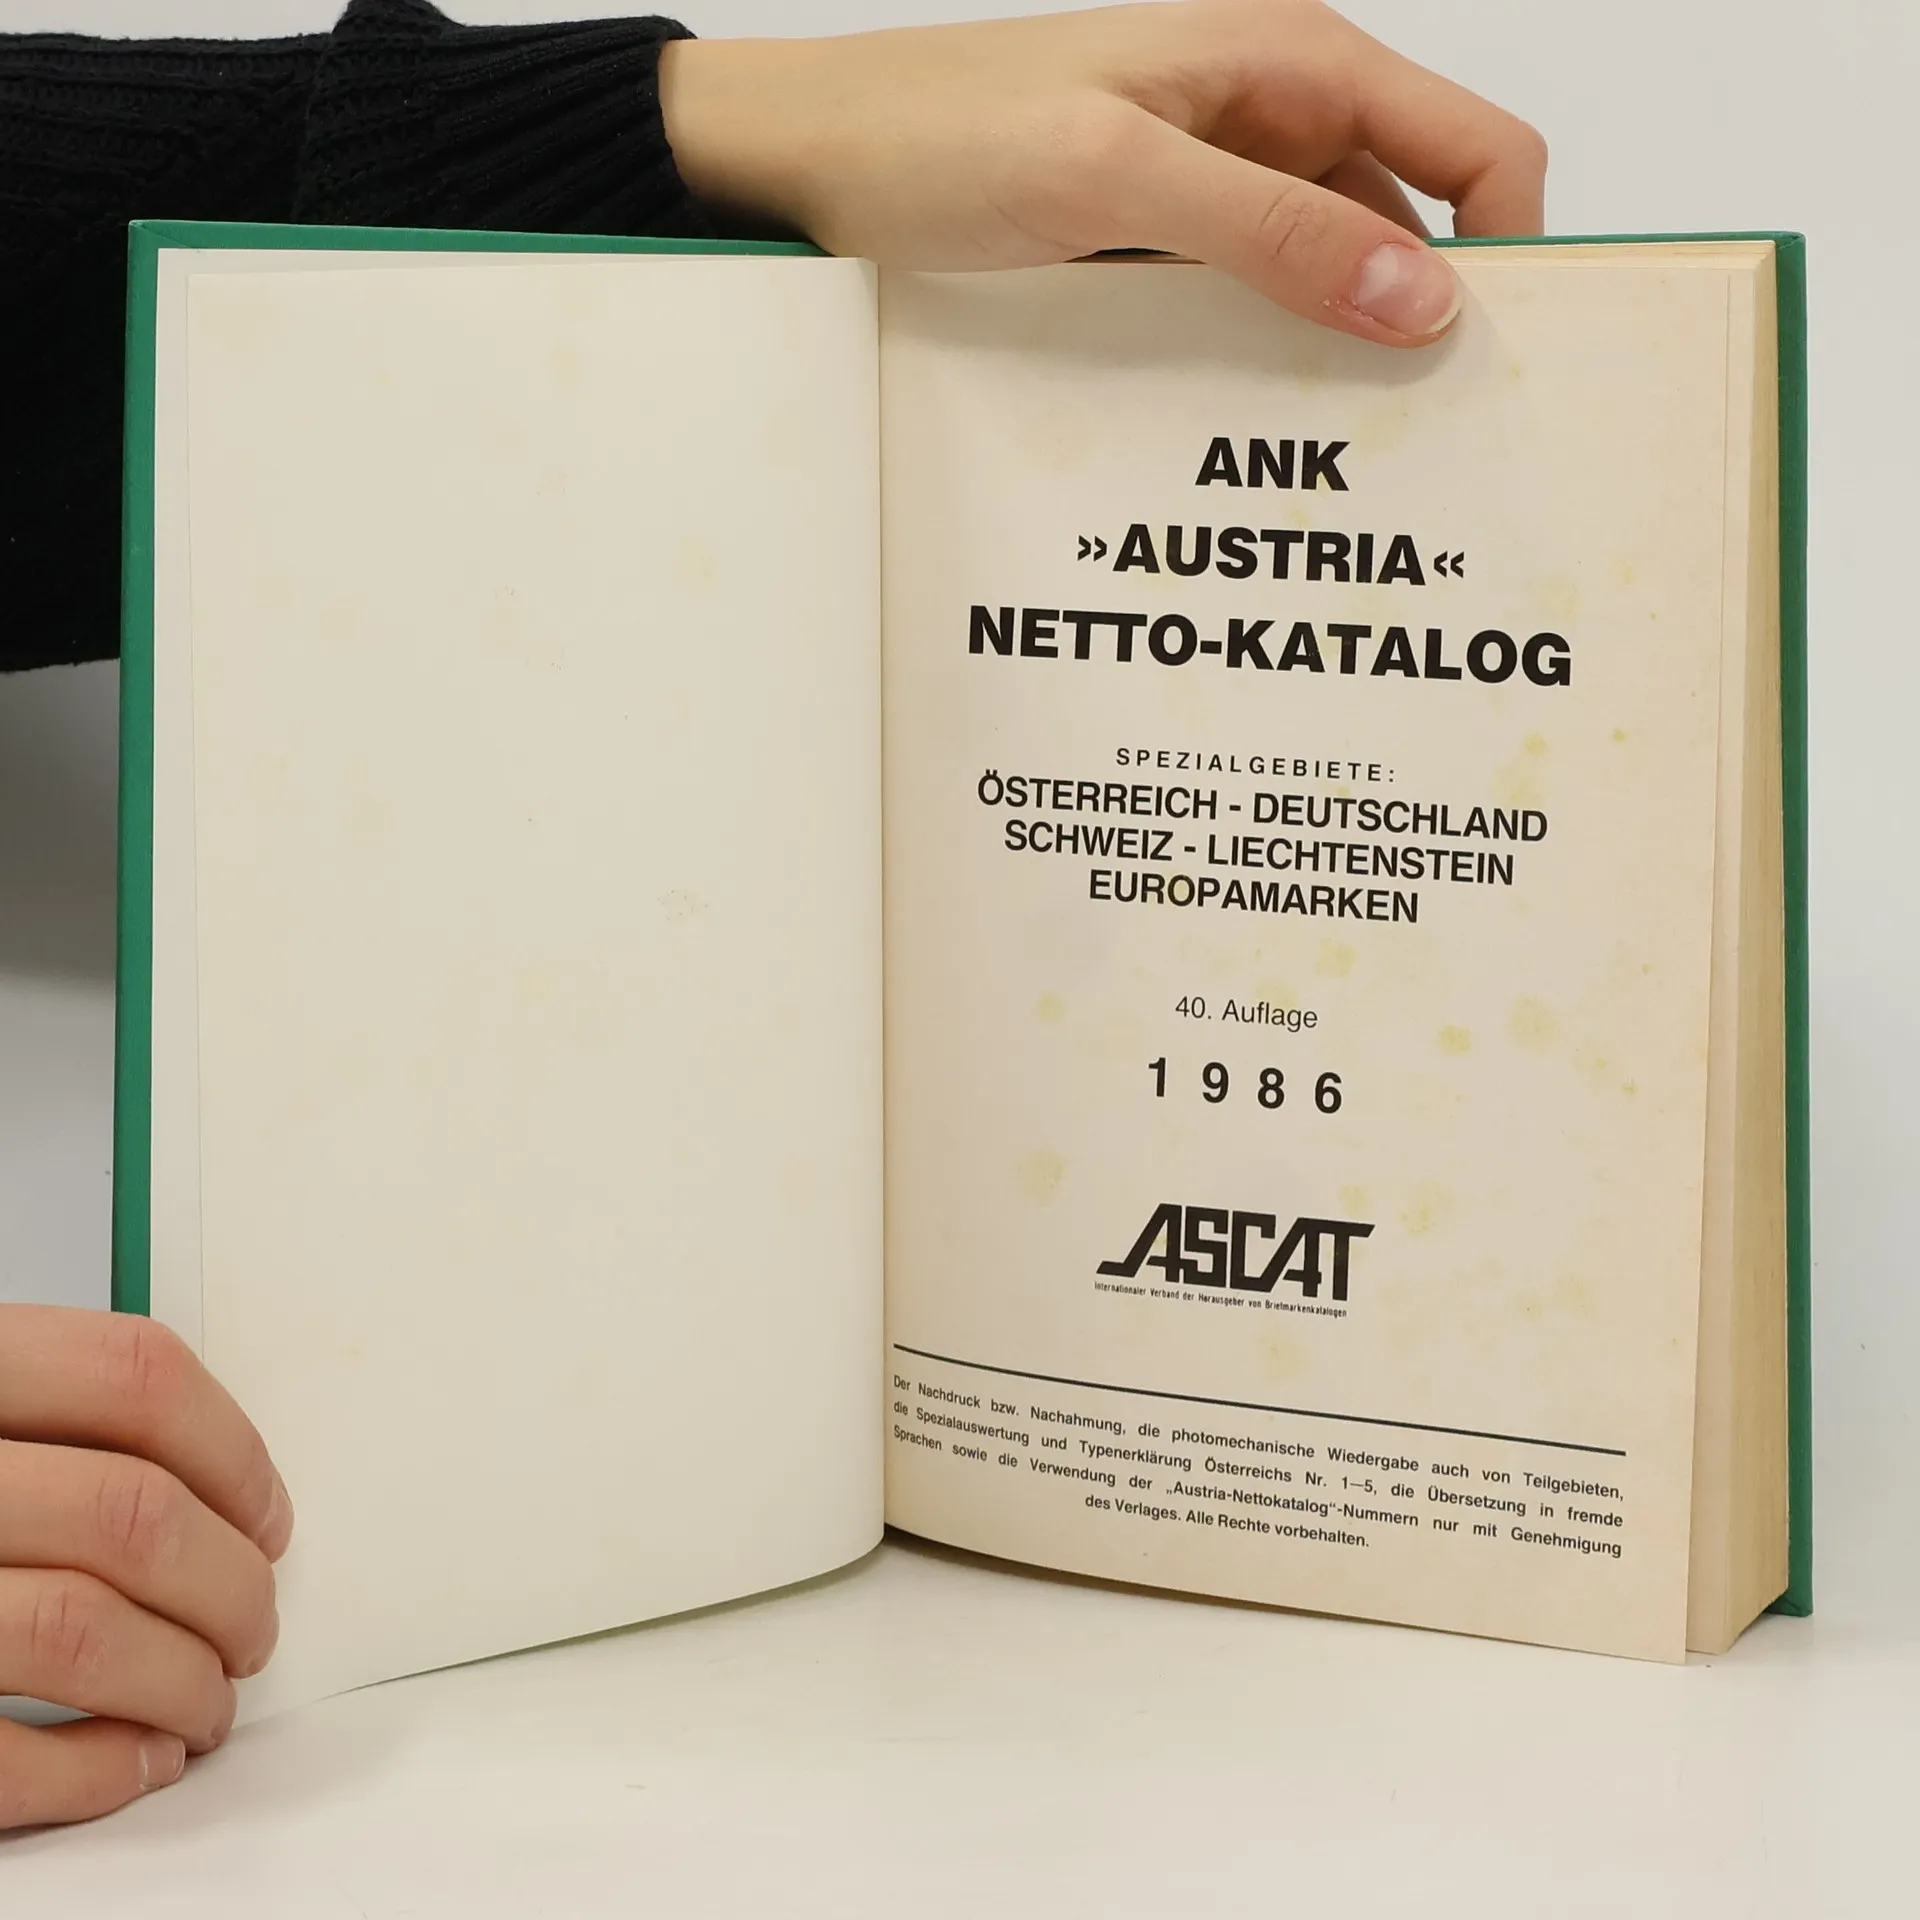 ANK
»AUSTRIA«
NETTO-KATALOG
SPEZIALGEBIETE:
ÖSTERREICH - DEUTSCHLAND
SCHWEIZ - LIECHTENSTEIN
EUROPAMARKEN
40. Auflage
1986
ASCAT
Internationaler Verband der Herausgeber von Briefmarkenkatalogen
Der Nachdruck bzw. Nachahmung, die photomechanische Wiedergabe auch von Teilgebieten,
die Spezialauswertung und Typenerklärung Österreichs Nr. 1—5, die Übersetzung in fremde
Sprachen sowie die Verwendung der „Austria-Nettokatalog“-Nummern nur mit Genehmigung
des Verlages. Alle Rechte vorbehalten.